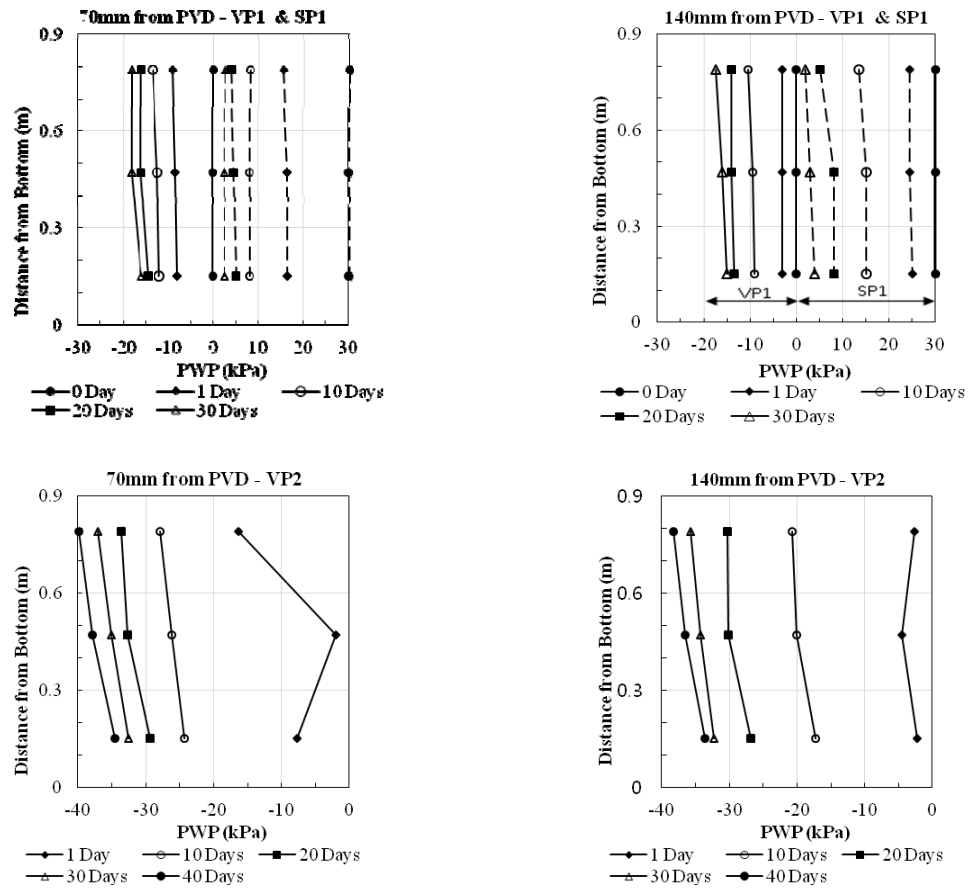 70mm from PVD - VP1 & SP1
0.9
0.6
0.3
0
Distance from Bottom (m)
-30 -20 -10 0 10 20 30
PWP (kPa)
0 Day 1 Day 10 Days
20 Days 30 Days
140mm from PVD - VP1 & SP1
0.9
0.6
0.3
0
Distance from Bottom (m)
VP1 SP1
-30 -20 -10 0 10 20 30
PWP (kPa)
0 Day 1 Day 10 Days
20 Days 30 Days
70mm from PVD - VP2
0.9
0.6
0.3
0
Distance from Bottom (m)
-40 -30 -20 -10 0
PWP (kPa)
1 Day 10 Days 20 Days
30 Days 40 Days
140mm from PVD - VP2
0.9
0.6
0.3
0
Distance from Bottom (m)
-40 -30 -20 -10 0
PWP (kPa)
1 Day 10 Days 20 Days
30 Days 40 Days